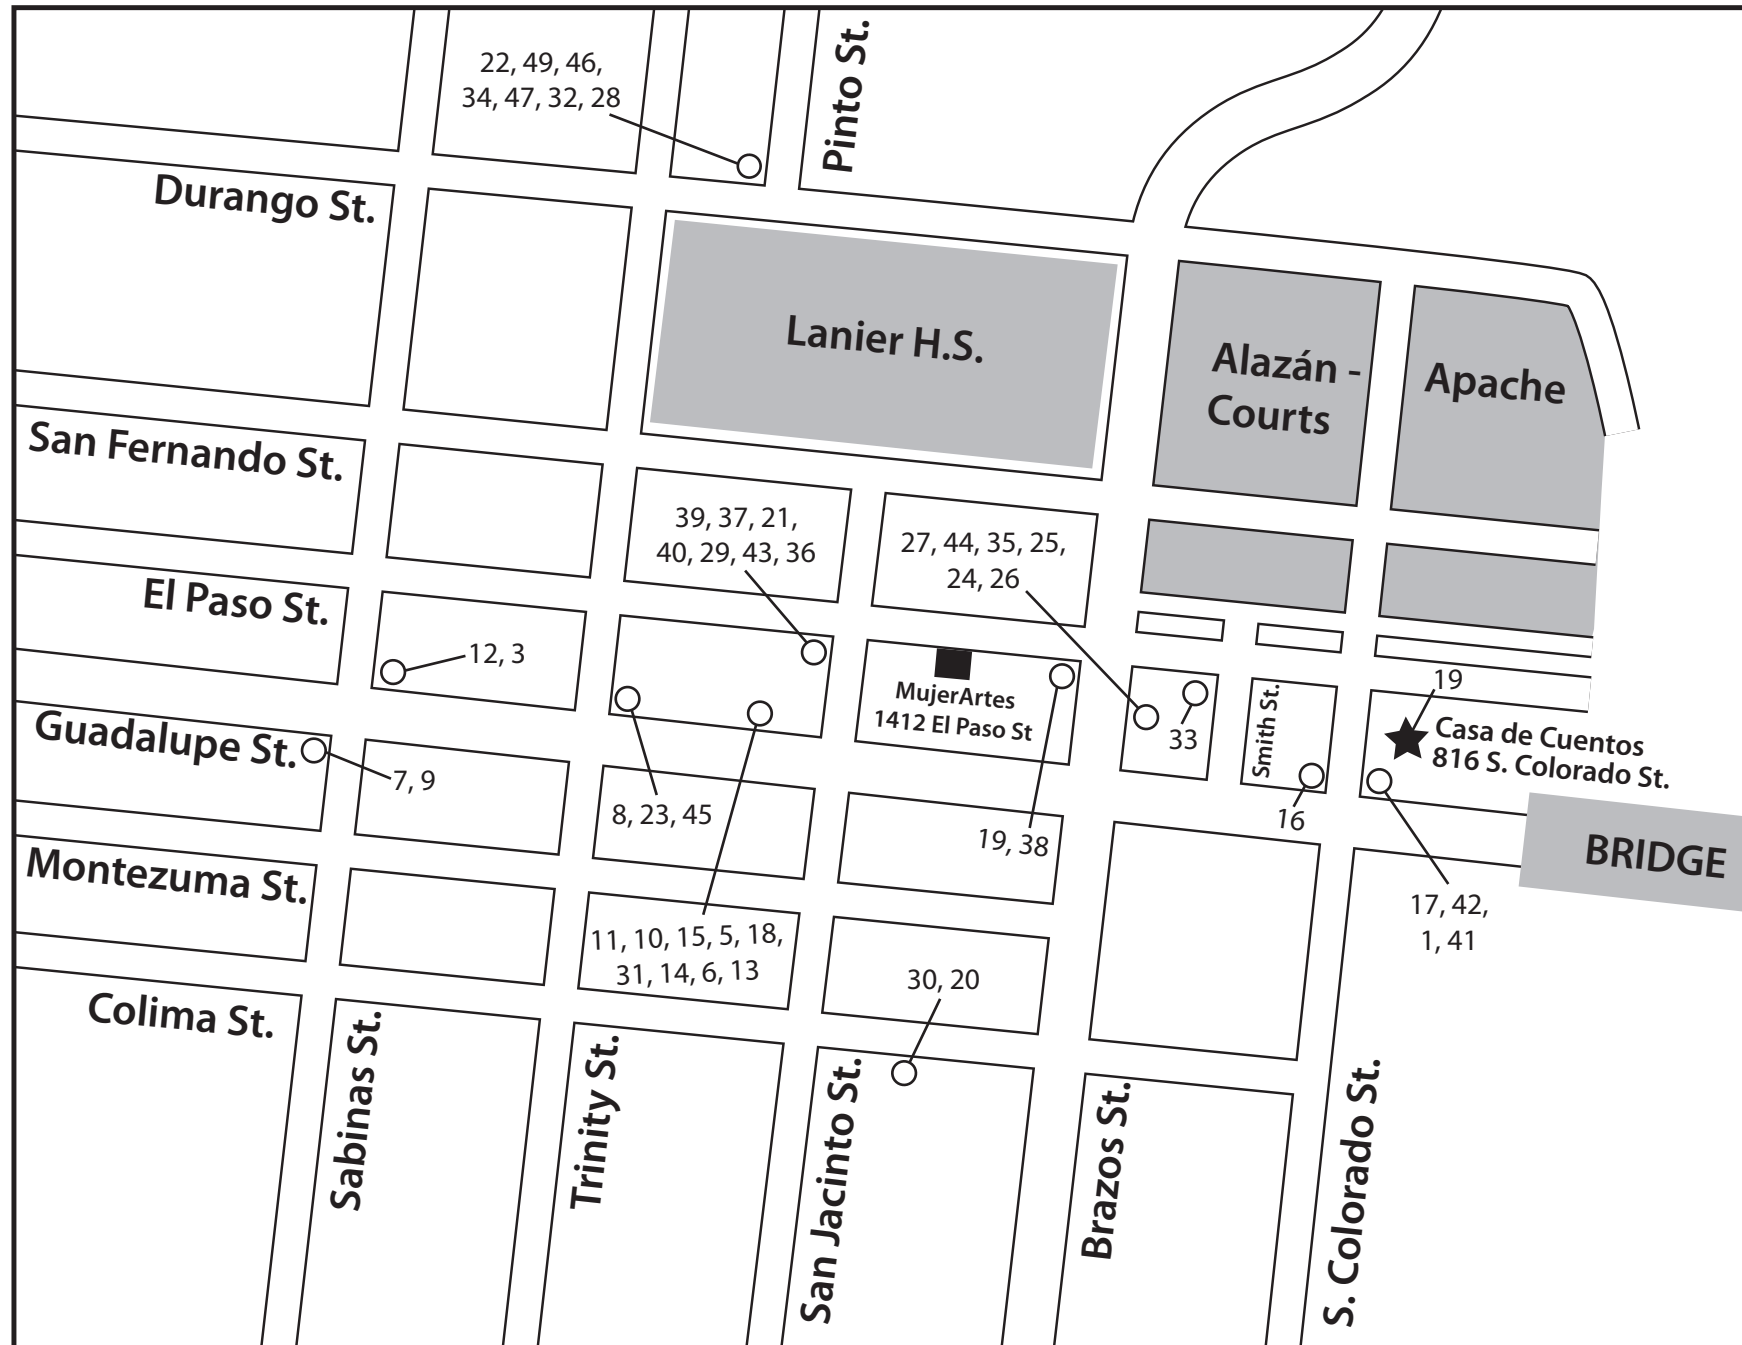 22, 49, 46,
34, 47, 32, 28
Pinto St.
Durango St.
Lanier H.S.
Alazán -
Courts
Apache
San Fernando St.
39, 37, 21,
40, 29, 43, 36
27, 44, 35, 25,
24, 26
El Paso St.
12, 3
MujerArtes
1412 El Paso St
33
Smith St.
19
Casa de Cuentos
816 S. Colorado St.
Guadalupe St.
7, 9
8, 23, 45
19, 38
16
BRIDGE
Montezuma St.
17, 42,
1, 41
11, 10, 15, 5, 18,
31, 14, 6, 13
30, 20
Colima St.
Sabinas St.
Trinity St.
San Jacinto St.
Brazos St.
S. Colorado St.